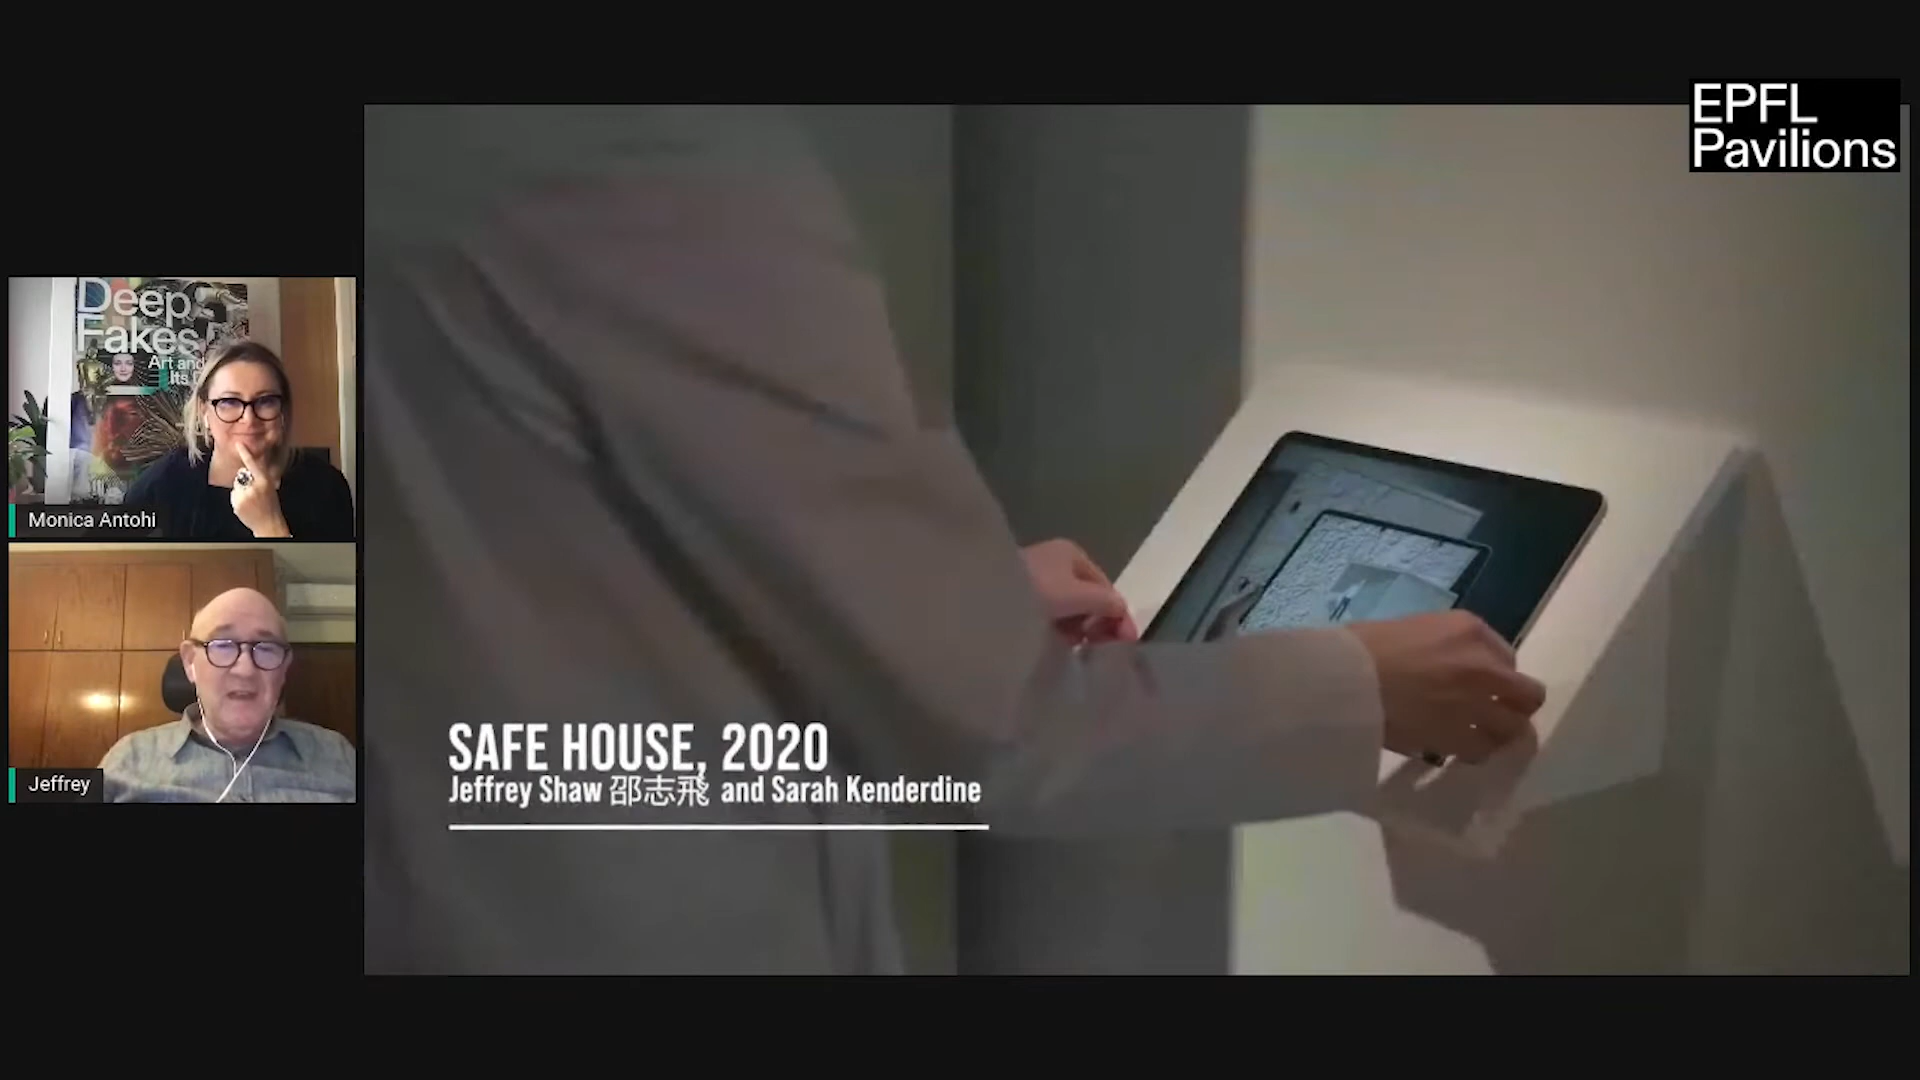 EPFL
Pavilions
Deep
Fakes
Art and
Its
Monica Antohi
Jeffrey
SAFE HOUSE, 2020
Jeffrey Shaw 邵志飛 and Sarah Kenderdine